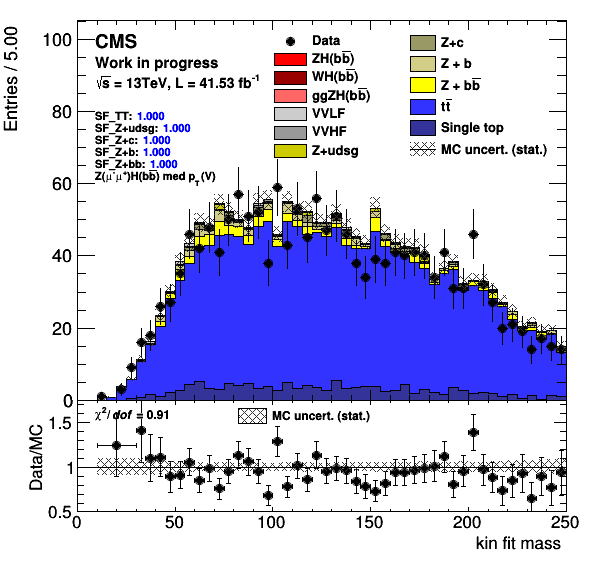 Entries / 5.00
100
80
60
40
20
0
CMS
Work in progress
√s = 13TeV, L = 41.53 fb⁻¹
SF_TT: 1.000
SF_Z+udsg: 1.000
SF_Z+c: 1.000
SF_Z+b: 1.000
SF_Z+bb: 1.000
Z(μ⁻μ⁺)H(bb̅) med p_T(V)
Data
ZH(bb̅)
WH(bb̅)
ggZH(bb̅)
VVLF
VVHF
Z+udsg
Z+c
Z + b
Z + bb̅
tt̅
Single top
MC uncert. (stat.)
Data/MC
1.5
1
0.5
χ²/dof = 0.91
MC uncert. (stat.)
0 50 100 150 200 250
kin fit mass